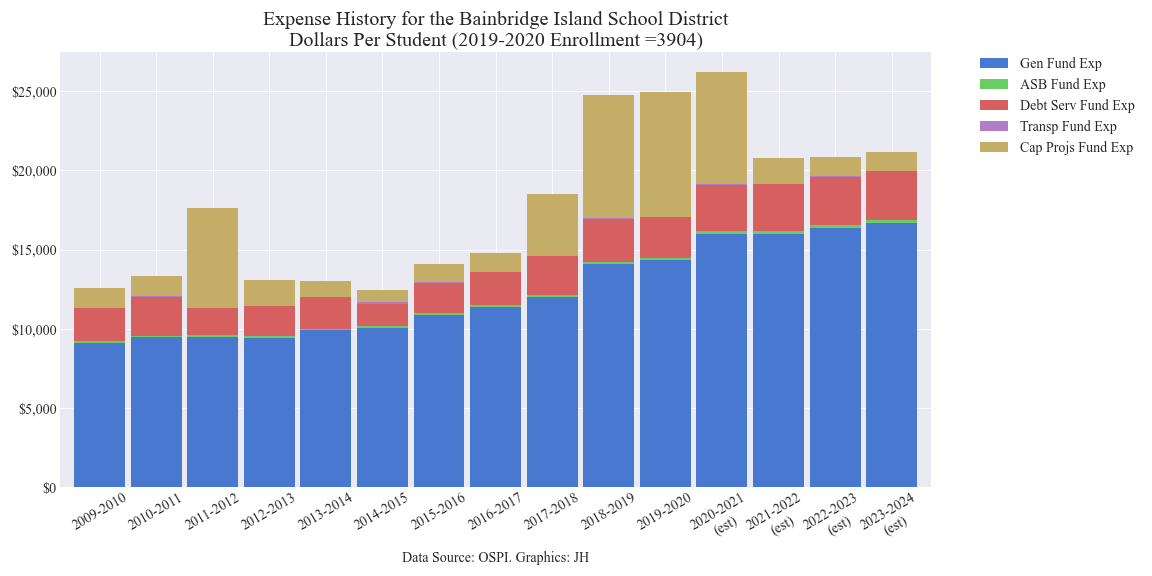 Expense History for the Bainbridge Island School District
Dollars Per Student (2019-2020 Enrollment =3904)
Gen Fund Exp
ASB Fund Exp
Debt Serv Fund Exp
Transp Fund Exp
Cap Projs Fund Exp
$25,000
$20,000
$15,000
$10,000
$5,000
$0
2009-2010
2010-2011
2011-2012
2012-2013
2013-2014
2014-2015
2015-2016
2016-2017
2017-2018
2018-2019
2019-2020
2020-2021
(est)
2021-2022
(est)
2022-2023
(est)
2023-2024
(est)
Data Source: OSPI. Graphics: JH